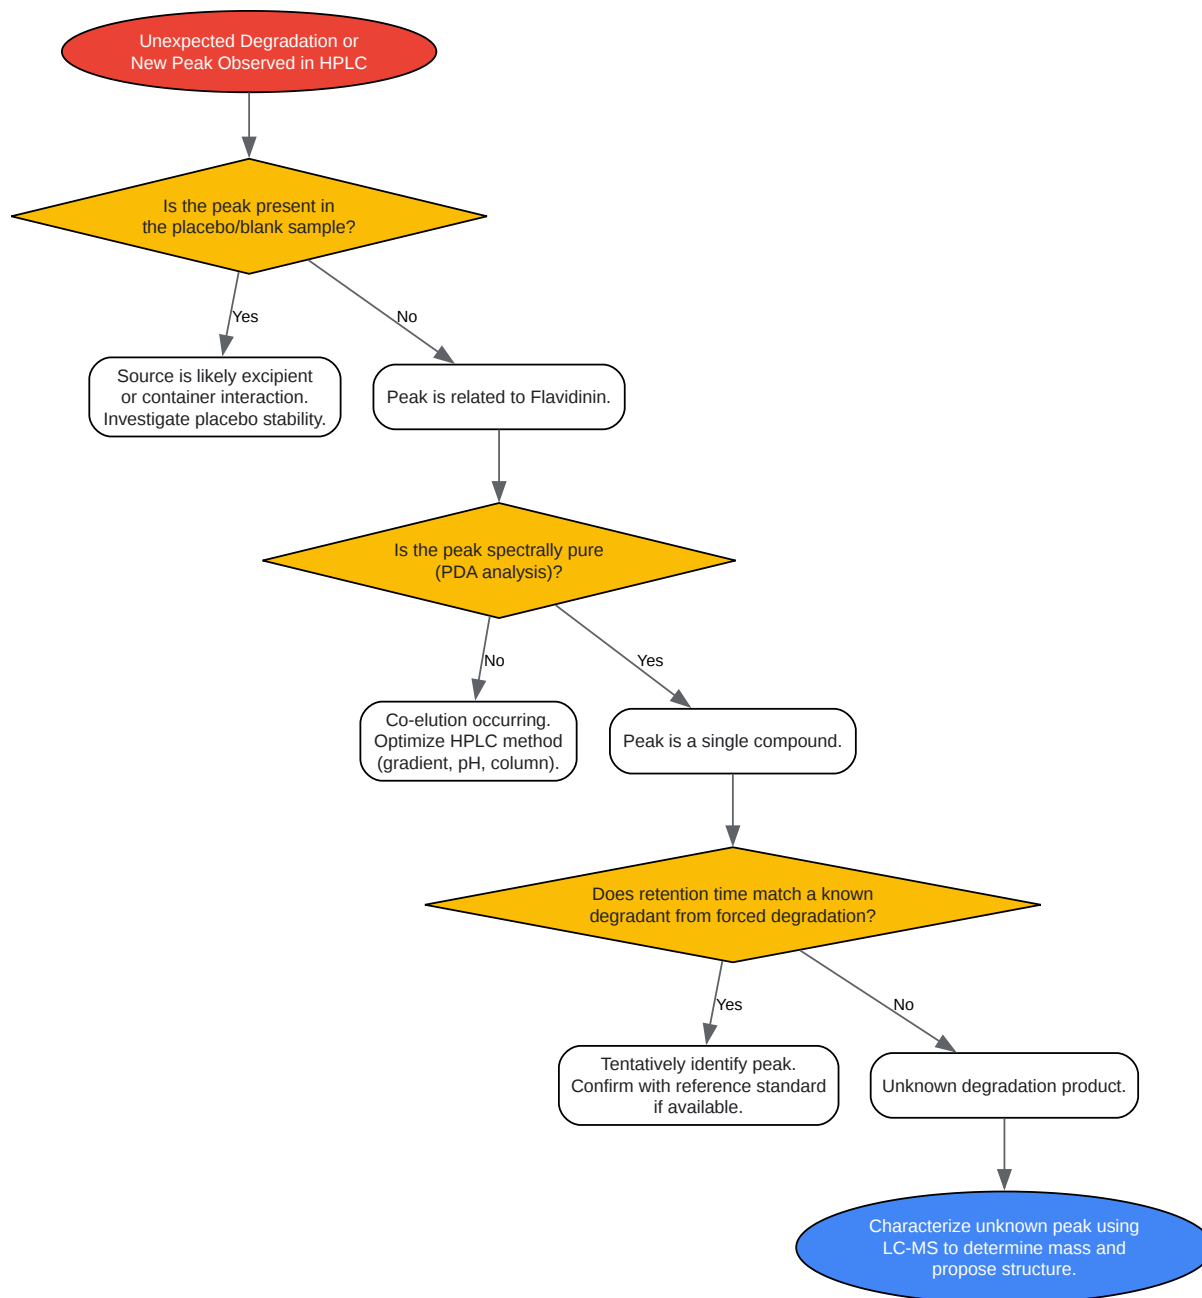 Unexpected Degradation or
New Peak Observed in HPLC
Is the peak present in
the placebo/blank sample?
Yes
No
Source is likely excipient
or container interaction.
Investigate placebo stability.
Peak is related to Flavidinin.
Is the peak spectrally pure
(PDA analysis)?
No
Yes
Co-elution occurring.
Optimize HPLC method
(gradient, pH, column).
Peak is a single compound.
Does retention time match a known
degradant from forced degradation?
Yes
No
Tentatively identify peak.
Confirm with reference standard
if available.
Unknown degradation product.
Characterize unknown peak using
LC-MS to determine mass and
propose structure.